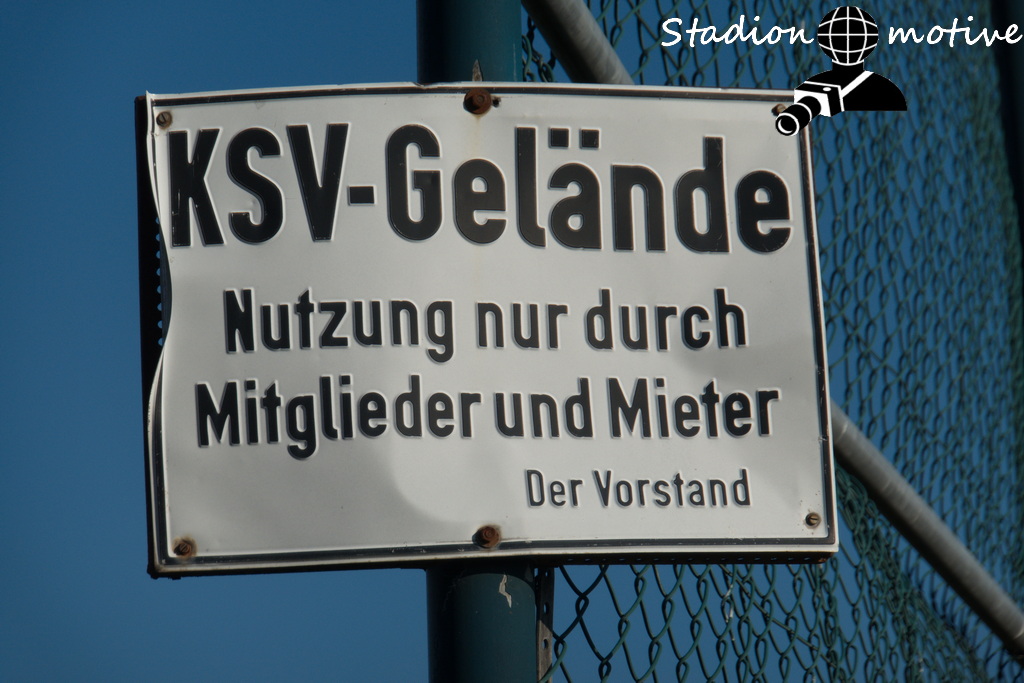 Stadion motive
KSV-Gelände
Nutzung nur durch
Mitglieder und Mieter
Der Vorstand